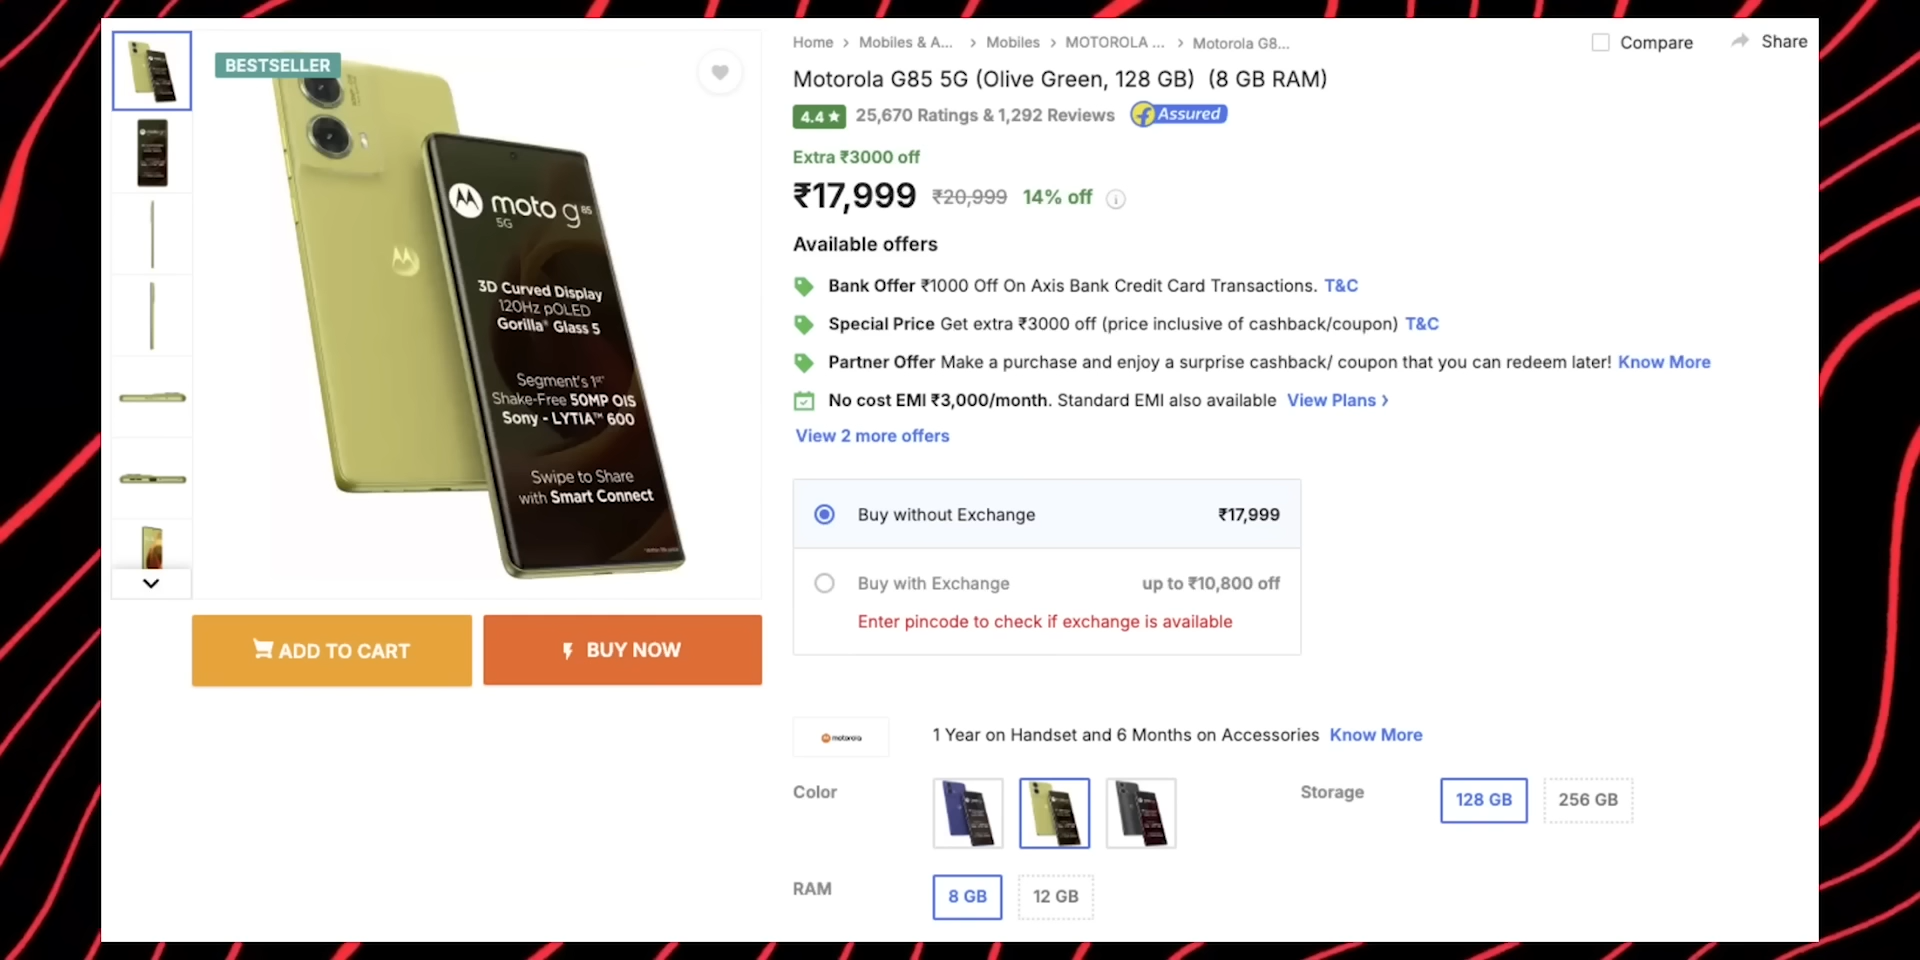 BESTSELLER
moto g85
5G
3D Curved Display
120Hz pOLED
Gorilla® Glass 5
Segment's 1st*
Shake-Free 50MP OIS
Sony - LYTIA™ 600
Swipe to Share
with Smart Connect
ADD TO CART
BUY NOW
Home > Mobiles & A... > Mobiles > MOTOROLA ... > Motorola G8...
Compare
Share
Motorola G85 5G (Olive Green, 128 GB) (8 GB RAM)
4.4★ 25,670 Ratings & 1,292 Reviews Assured
Extra ₹3000 off
₹17,999 ₹20,999 14% off
Available offers
Bank Offer ₹1000 Off On Axis Bank Credit Card Transactions. T&C
Special Price Get extra ₹3000 off (price inclusive of cashback/coupon) T&C
Partner Offer Make a purchase and enjoy a surprise cashback/ coupon that you can redeem later! Know More
No cost EMI ₹3,000/month. Standard EMI also available View Plans >
View 2 more offers
Buy without Exchange ₹17,999
Buy with Exchange up to ₹10,800 off
Enter pincode to check if exchange is available
motorola
1 Year on Handset and 6 Months on Accessories Know More
Color
Storage 128 GB 256 GB
RAM 8 GB 12 GB